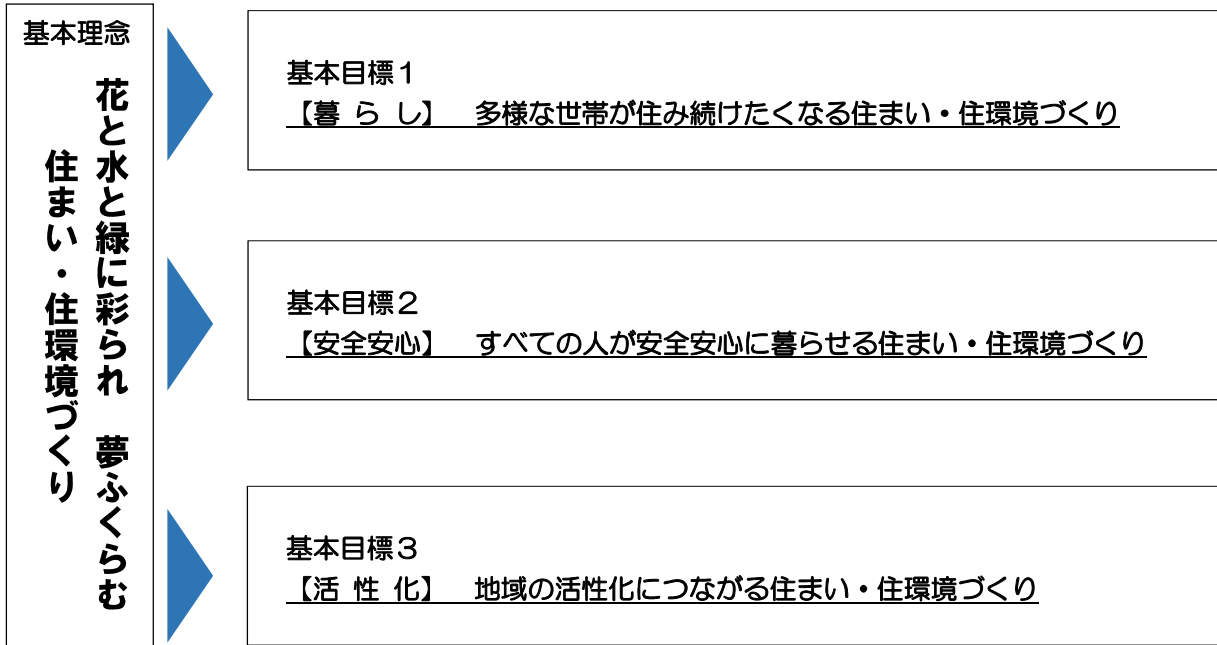 基本理念
花と水と緑に彩られ　夢ふくらむ
住まい・住環境づくり
基本目標１
【暮 ら し】　多様な世帯が住み続けたくなる住まい・住環境づくり
基本目標２
【安全安心】　すべての人が安全安心に暮らせる住まい・住環境づくり
基本目標３
【活 性 化】　地域の活性化につながる住まい・住環境づくり